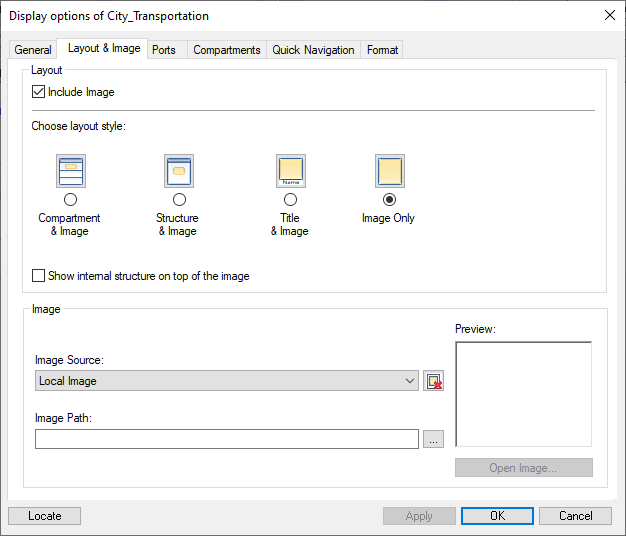 Display options of City_Transportation
General Layout & Image Ports Compartments Quick Navigation Format
Layout
Include Image
Choose layout style:
Name
Compartment & Image
Structure & Image
Title & Image
Image Only
Show internal structure on top of the image
Image
Preview:
Image Source:
Local Image
Image Path:
...
Open Image...
Locate Apply OK Cancel